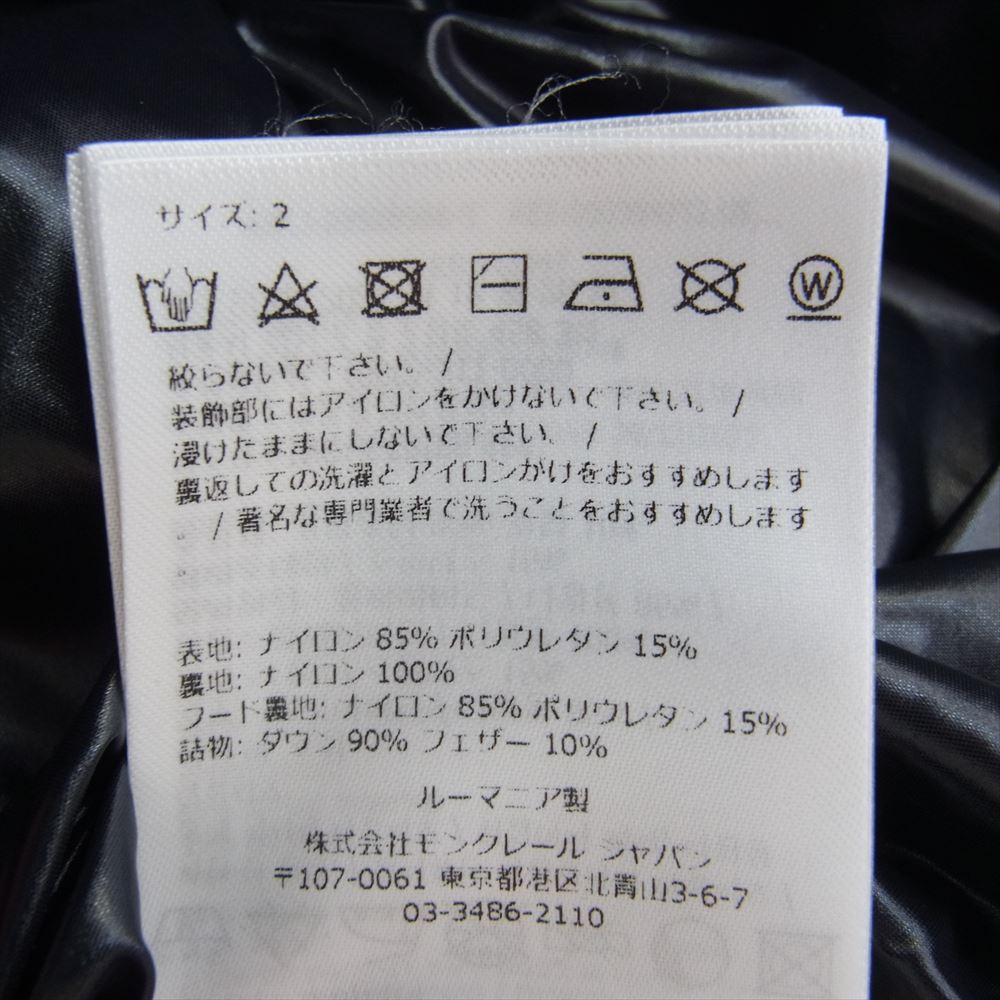 サイズ: 2
W
絞らないで下さい。 /
装飾部にはアイロンをかけないで下さい。 /
浸けたままにしないで下さい。 /
裏返しての洗濯とアイロンがけをおすすめします
。 / 著名な専門業者で洗うことをおすすめします
。
表地: ナイロン 85% ポリウレタン 15%
裏地: ナイロン 100%
フード裏地: ナイロン 85% ポリウレタン 15%
詰物: ダウン 90% フェザー 10%
ルーマニア製
株式会社モンクレール ジャパン
〒107-0061 東京都港区北青山3-6-7
03-3486-2110